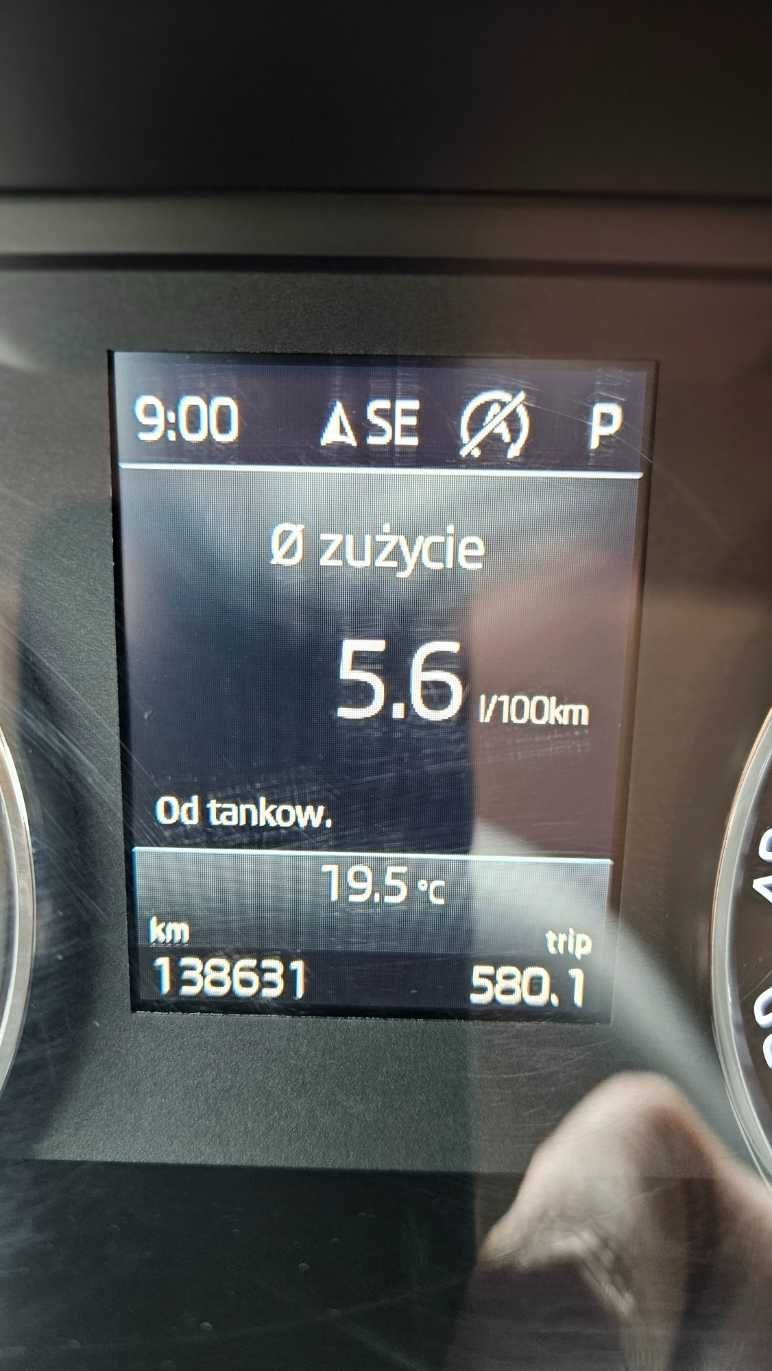 9:00 SE P
Ø zużycie
5.6 l/100km
Od tankow.
19.5 °C
km trip
138631 580.1